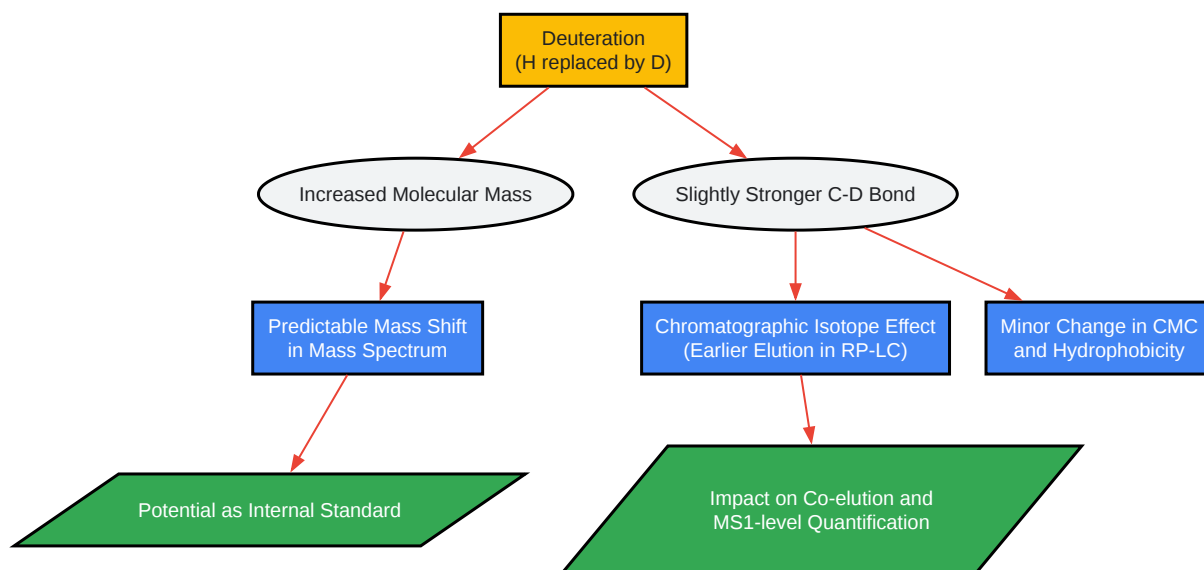 Deuteration
(H replaced by D)
Increased Molecular Mass
Slightly Stronger C-D Bond
Predictable Mass Shift
in Mass Spectrum
Chromatographic Isotope Effect
(Earlier Elution in RP-LC)
Minor Change in CMC
and Hydrophobicity
Potential as Internal Standard
Impact on Co-elution and
MS1-level Quantification